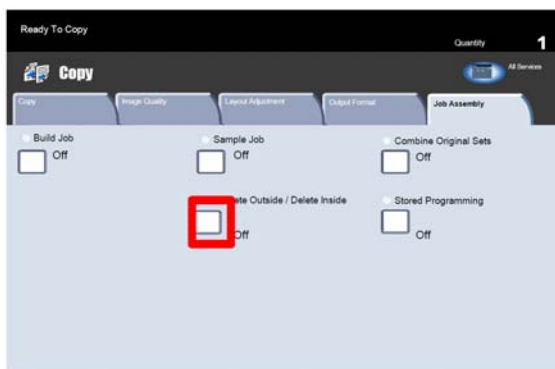 Ready To Copy
Quantity 1
Copy
All Services
Copy Image Quality Layout Adjustment Output Format Job Assembly
Build Job Sample Job Combine Original Sets
Off Off Off
Outside / Delete Inside Stored Programming
Off Off